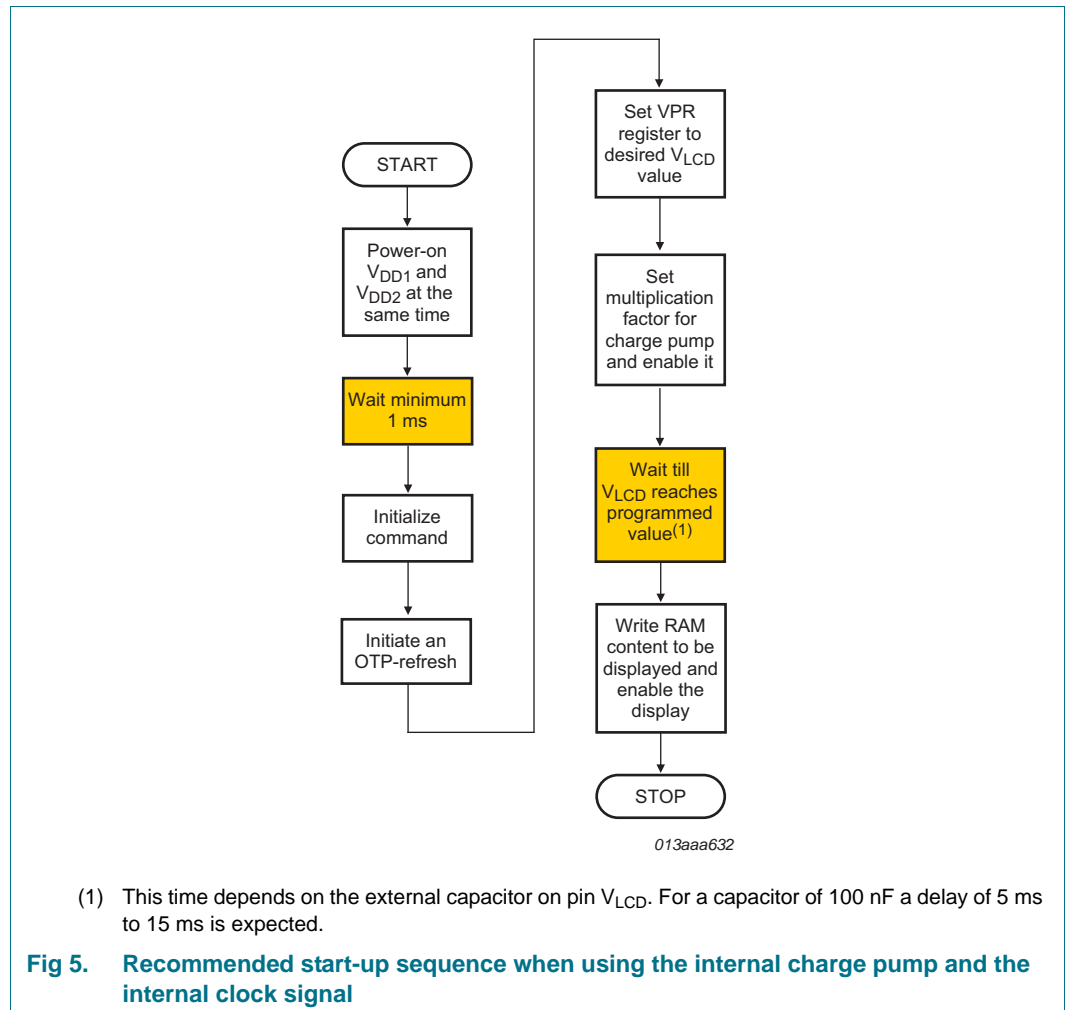 START
Power-on
VDD1 and
VDD2 at the
same time
Wait minimum
1 ms
Initialize
command
Initiate an
OTP-refresh
Set VPR
register to
desired VLCD
value
Set
multiplication
factor for
charge pump
and enable it
Wait till
VLCD reaches
programmed
value(1)
Write RAM
content to be
displayed and
enable the
display
STOP
013aaa632
(1) This time depends on the external capacitor on pin VLCD. For a capacitor of 100 nF a delay of 5 ms
to 15 ms is expected.
Fig 5. Recommended start-up sequence when using the internal charge pump and the
internal clock signal